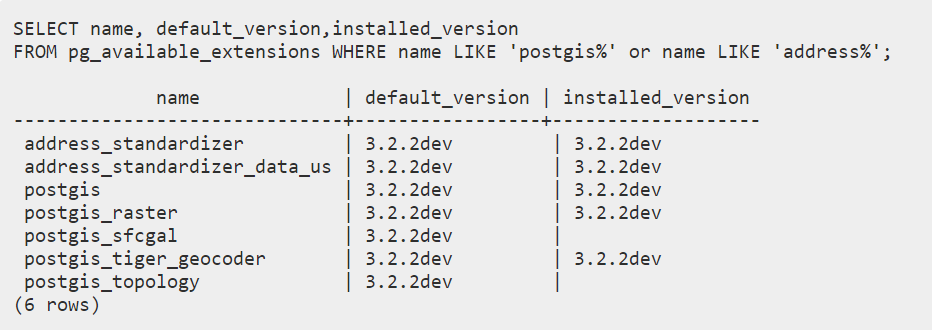 SELECT name, default_version,installed_version
FROM pg_available_extensions WHERE name LIKE 'postgis%' or name LIKE 'address%';
             name             | default_version | installed_version
------------------------------+-----------------+-------------------
 address_standardizer         | 3.2.2dev         | 3.2.2dev
 address_standardizer_data_us | 3.2.2dev         | 3.2.2dev
 postgis                      | 3.2.2dev         | 3.2.2dev
 postgis_raster               | 3.2.2dev         | 3.2.2dev
 postgis_sfcgal               | 3.2.2dev         |
 postgis_tiger_geocoder       | 3.2.2dev         | 3.2.2dev
 postgis_topology             | 3.2.2dev         |
(6 rows)